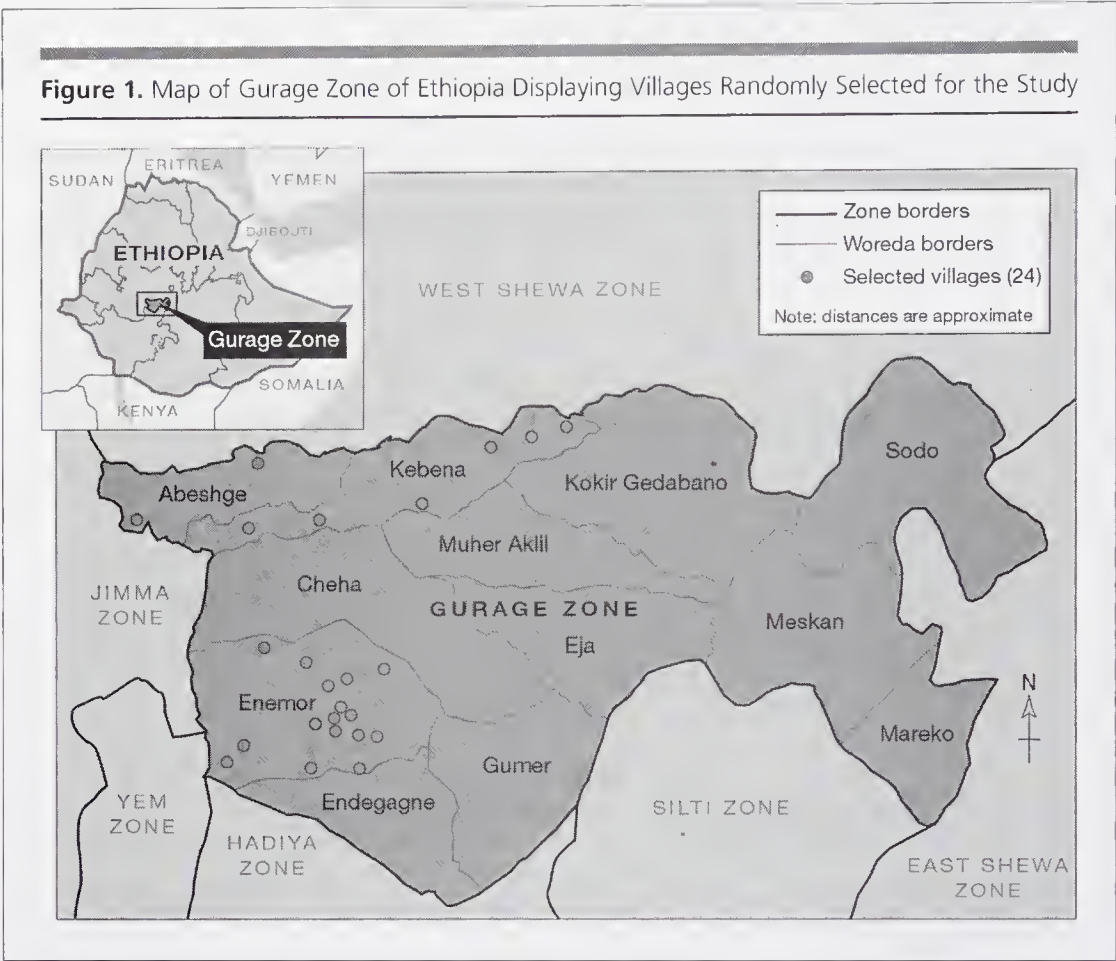 Figure 1. Map of Gurage Zone of Ethiopia Displaying Villages Randomly Selected for the Study
SUDAN
ERITREA
YEMEN
DJIBOUTI
ETHIOPIA
Gurage Zone
SOMALIA
KENYA
Zone borders
Woreda borders
Selected villages (24)
Note: distances are approximate
WEST SHEWA ZONE
Sodo
Kebena
Abeshge
Kokir Gedabano
Muher Aklil
Cheha
JIMMA
ZONE
GURAGE ZONE
Meskan
Eja
N
Enemor
Mareko
Gumer
Endegagne
YEM
ZONE
SILTI ZONE
HADIYA
ZONE
EAST SHEWA
ZONE